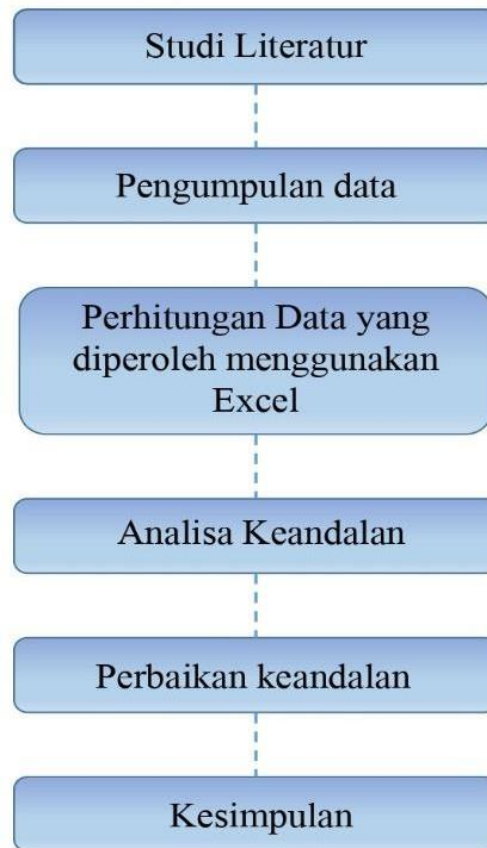 Studi Literatur
Pengumpulan data
Perhitungan Data yang
diperoleh menggunakan
Excel
Analisa Keandalan
Perbaikan keandalan
Kesimpulan